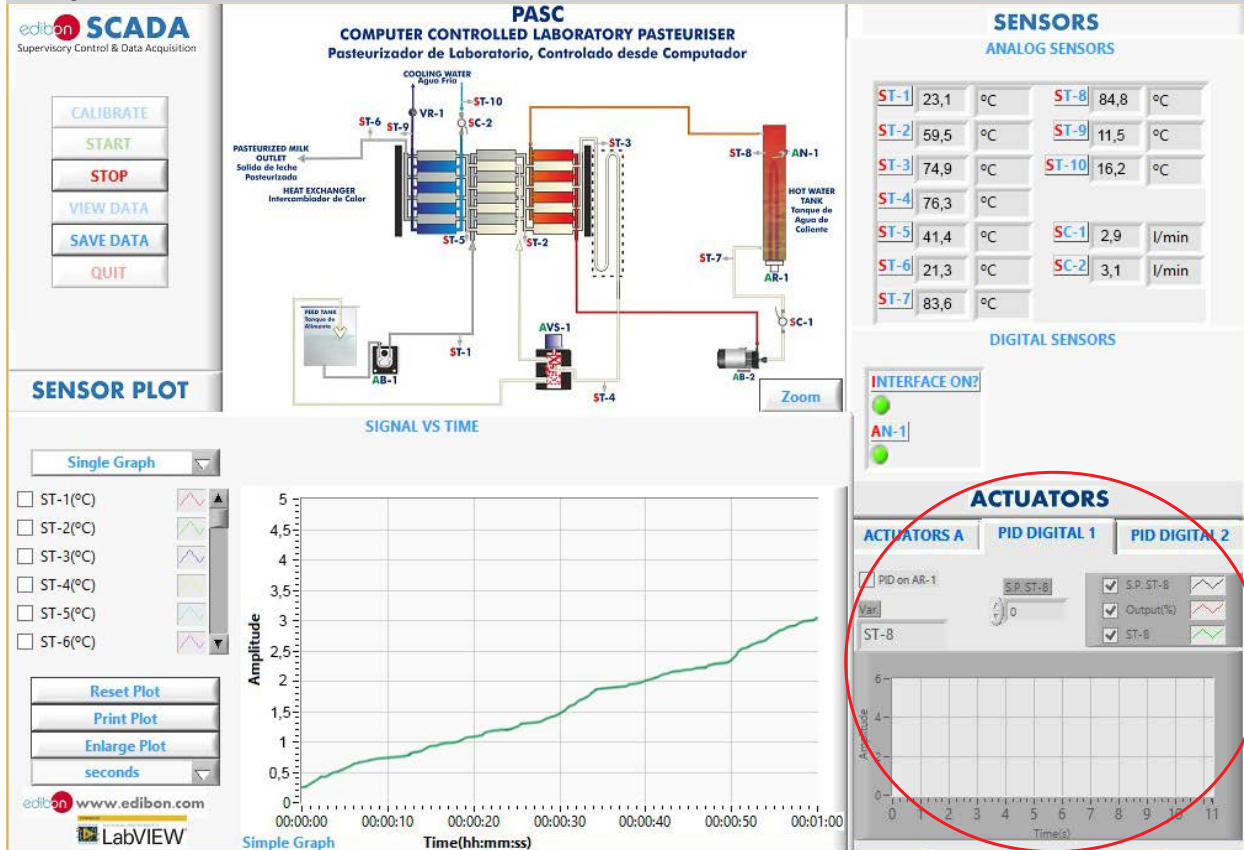 edibon SCADA
Supervisory Control & Data Acquisition
CALIBRATE
START
STOP
VIEW DATA
SAVE DATA
QUIT
PASC
COMPUTER CONTROLLED LABORATORY PASTEURISER
Pasteurizador de Laboratorio, Controlado desde Computador
COOLING WATER
Agua Fria
ST-10
VR-1
ST-6
ST-9
SC-2
PASTEURIZED MILK
OUTLET
Salida de leche
Pasteurizada
HEAT EXCHANGER
Intercambiador de Calor
ST-3
ST-8
AN-1
HOT WATER
TANK
Tanque de
Agua de
Caliente
ST-5
ST-2
ST-7
AR-1
FEED TANK
Tanque de
Alimento
AVS-1
SC-1
ST-1
AB-1
AB-2
ST-4
Zoom
SENSORS
ANALOG SENSORS
ST-1 23,1 ºC ST-8 84,8 ºC
ST-2 59,5 ºC ST-9 11,5 ºC
ST-3 74,9 ºC ST-10 16,2 ºC
ST-4 76,3 ºC
ST-5 41,4 ºC SC-1 2,9 l/min
ST-6 21,3 ºC SC-2 3,1 l/min
ST-7 83,6 ºC
DIGITAL SENSORS
INTERFACE ON?
AN-1
SENSOR PLOT
Single Graph
ST-1(ºC)
ST-2(ºC)
ST-3(ºC)
ST-4(ºC)
ST-5(ºC)
ST-6(ºC)
Reset Plot
Print Plot
Enlarge Plot
seconds
edibon www.edibon.com
LabVIEW
SIGNAL VS TIME
Amplitude
5
4,5
4
3,5
3
2,5
2
1,5
1
0,5
0
00:00:00 00:00:10 00:00:20 00:00:30 00:00:40 00:00:50 00:01:00
Simple Graph Time(hh:mm:ss)
ACTUATORS
ACTUATORS A PID DIGITAL 1 PID DIGITAL 2
PID on AR-1
Var.
ST-8
S.P. ST-8
0
S.P. ST-8
Output(%)
ST-8
Amplitude
6
4
2
0
0 1 2 3 4 5 6 7 8 9 10 11
Time(s)